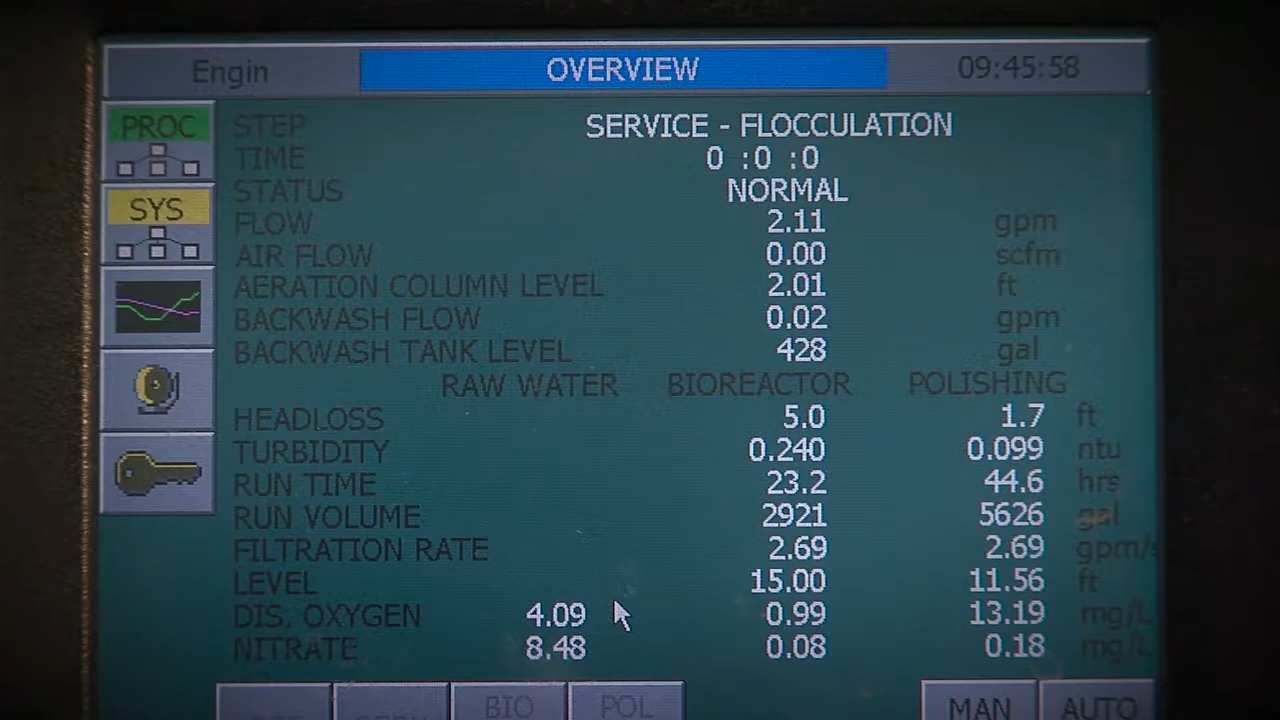 Engin OVERVIEW 09:45:58
PROC
SYS
STEP SERVICE - FLOCCULATION
TIME 0 :0 :0
STATUS NORMAL
FLOW 2.11 gpm
AIR FLOW 0.00 scfm
AERATION COLUMN LEVEL 2.01 ft
BACKWASH FLOW 0.02 gpm
BACKWASH TANK LEVEL 428 gal
RAW WATER BIOREACTOR POLISHING
HEADLOSS 5.0 1.7 ft
TURBIDITY 0.240 0.099 ntu
RUN TIME 23.2 44.6 hrs
RUN VOLUME 2921 5626 gal
FILTRATION RATE 2.69 2.69 gpm/
LEVEL 15.00 11.56 ft
DIS. OXYGEN 4.09 0.99 13.19 mg/L
NITRATE 8.48 0.08 0.18 mg/L
BIO POL MAN AUTO